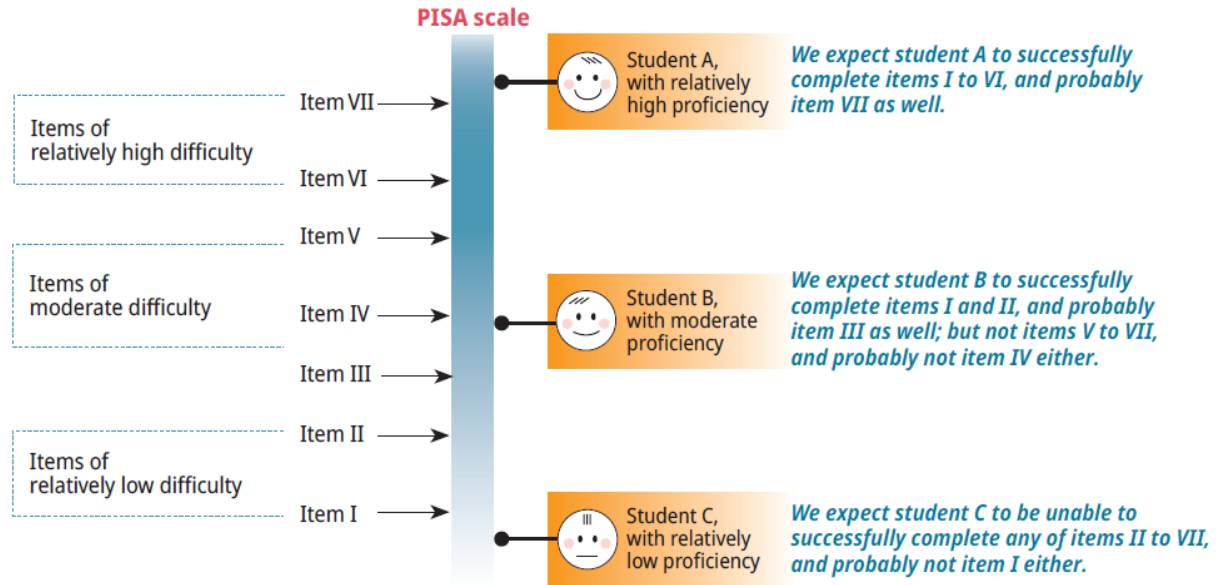 PISA scale
Item VII
Items of
relatively high difficulty
Item VI
Item V
Items of
moderate difficulty
Item IV
Item III
Item II
Items of
relatively low difficulty
Item I
Student A,
with relatively
high proficiency
We expect student A to successfully
complete items I to VI, and probably
item VII as well.
Student B,
with moderate
proficiency
We expect student B to successfully
complete items I and II, and probably
item III as well; but not items V to VII,
and probably not item IV either.
Student C,
with relatively
low proficiency
We expect student C to be unable to
successfully complete any of items II to VII,
and probably not item I either.